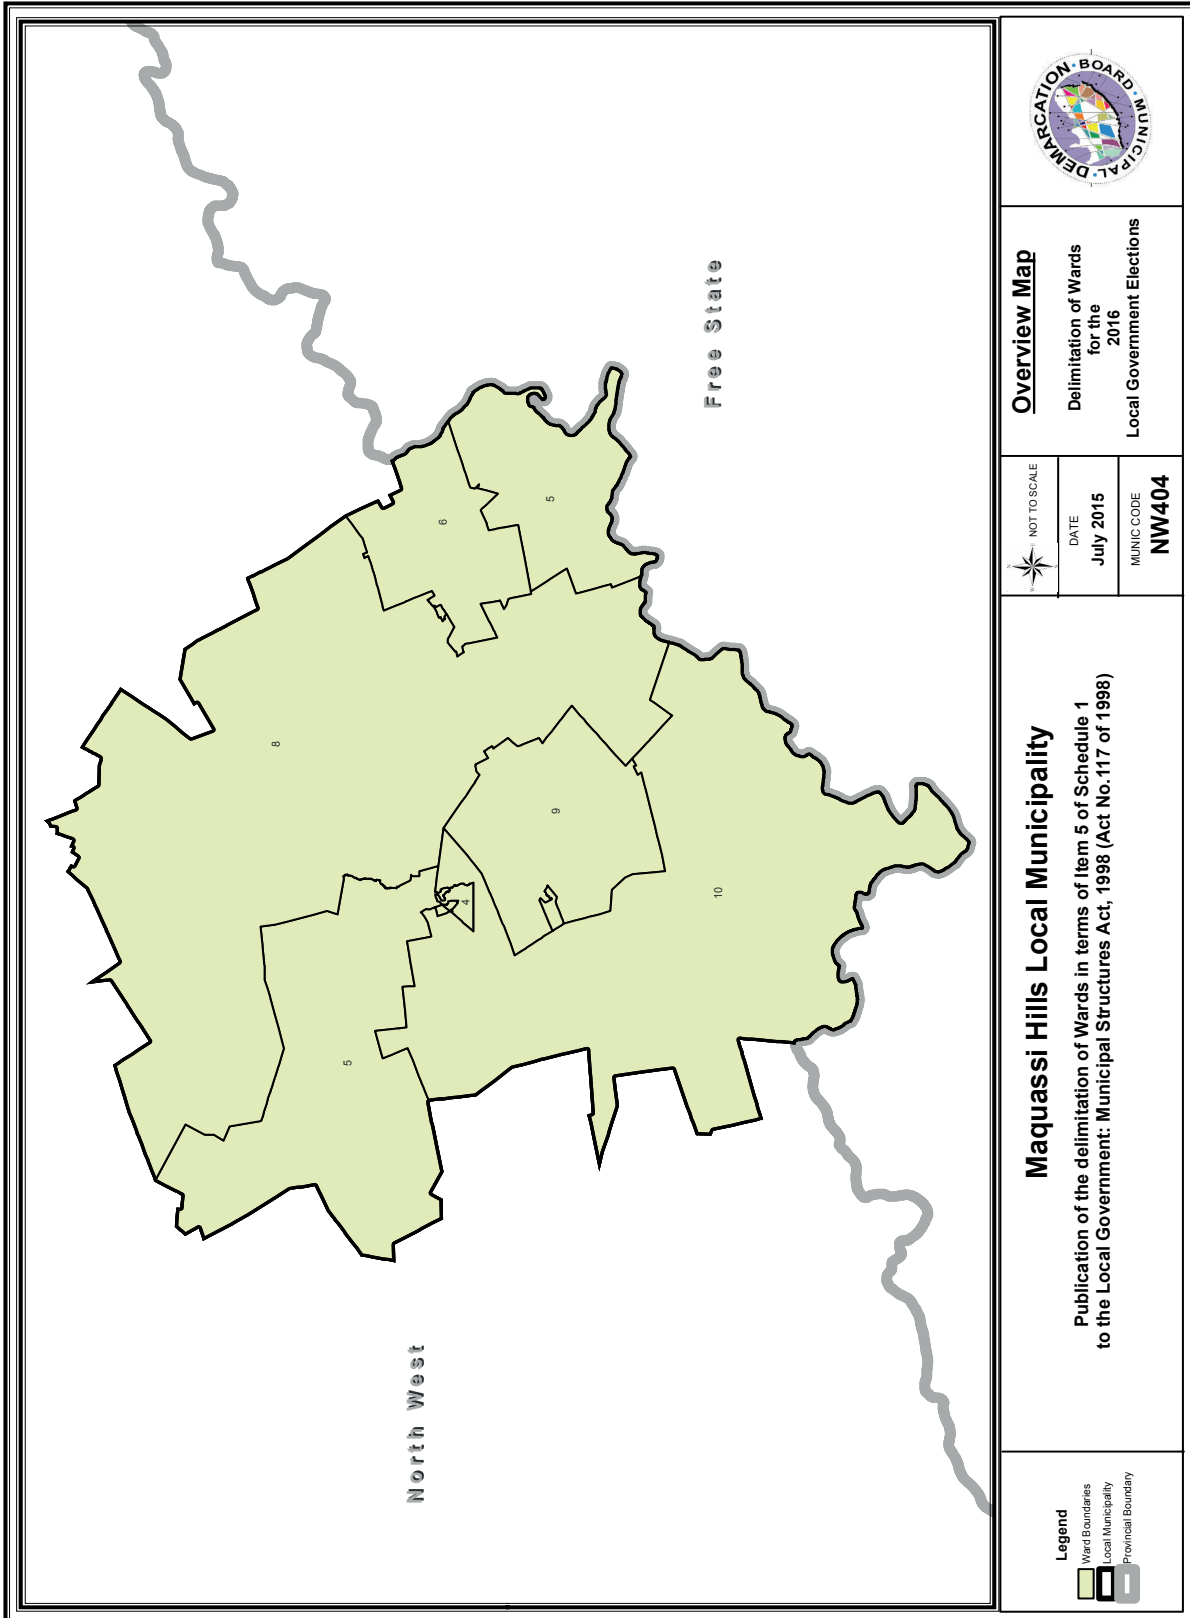 North West
Free State
8
6
5
9
4
10
5
Legend
Ward Boundaries
Local Municipality
Provincial Boundary
Maquassi Hills Local Municipality
Publication of the delimitation of Wards in terms of Item 5 of Schedule 1
to the Local Government: Municipal Structures Act, 1998 (Act No.117 of 1998)
NOT TO SCALE
DATE
July 2015
MUNIC CODE
NW404
Overview Map
Delimitation of Wards
for the
2016
Local Government Elections
MUNICIPAL · DEMARCATION · BOARD ·